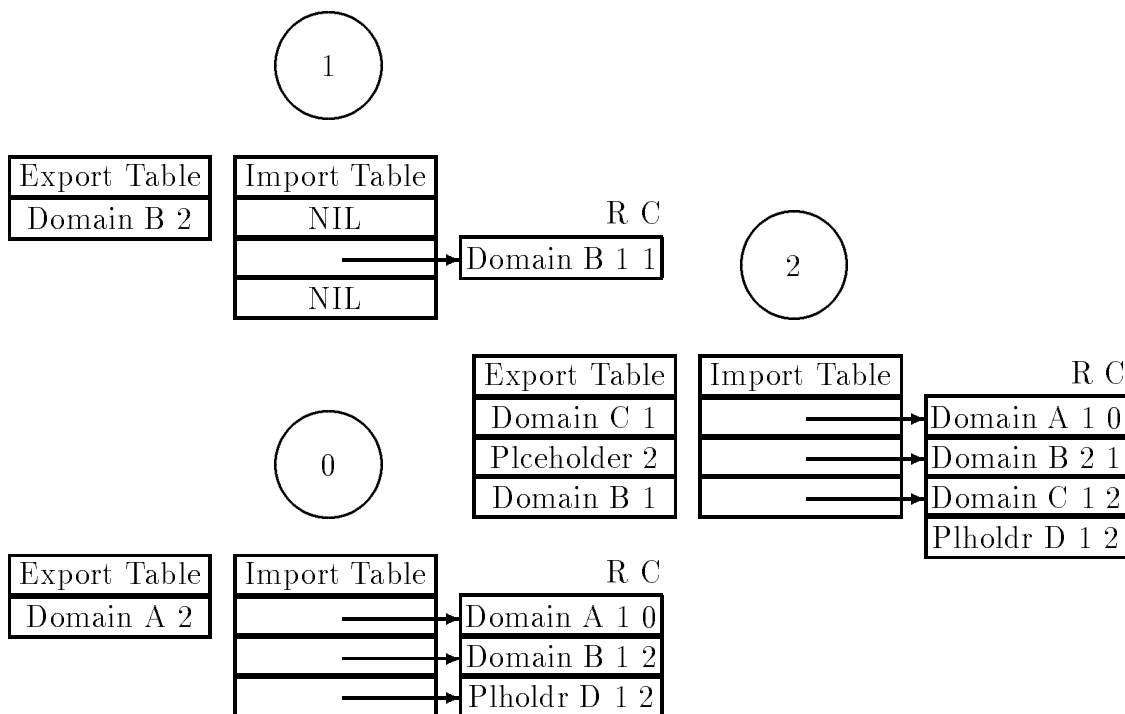 1
Export Table
Domain B 2
Import Table
NIL
NIL
R C
Domain B 1 1
2
Export Table
Domain C 1
Plceholder 2
Domain B 1
Import Table
R C
Domain A 1 0
Domain B 2 1
Domain C 1 2
Plholdr D 1 2
0
Export Table
Domain A 2
Import Table
R C
Domain A 1 0
Domain B 1 2
Plholdr D 1 2